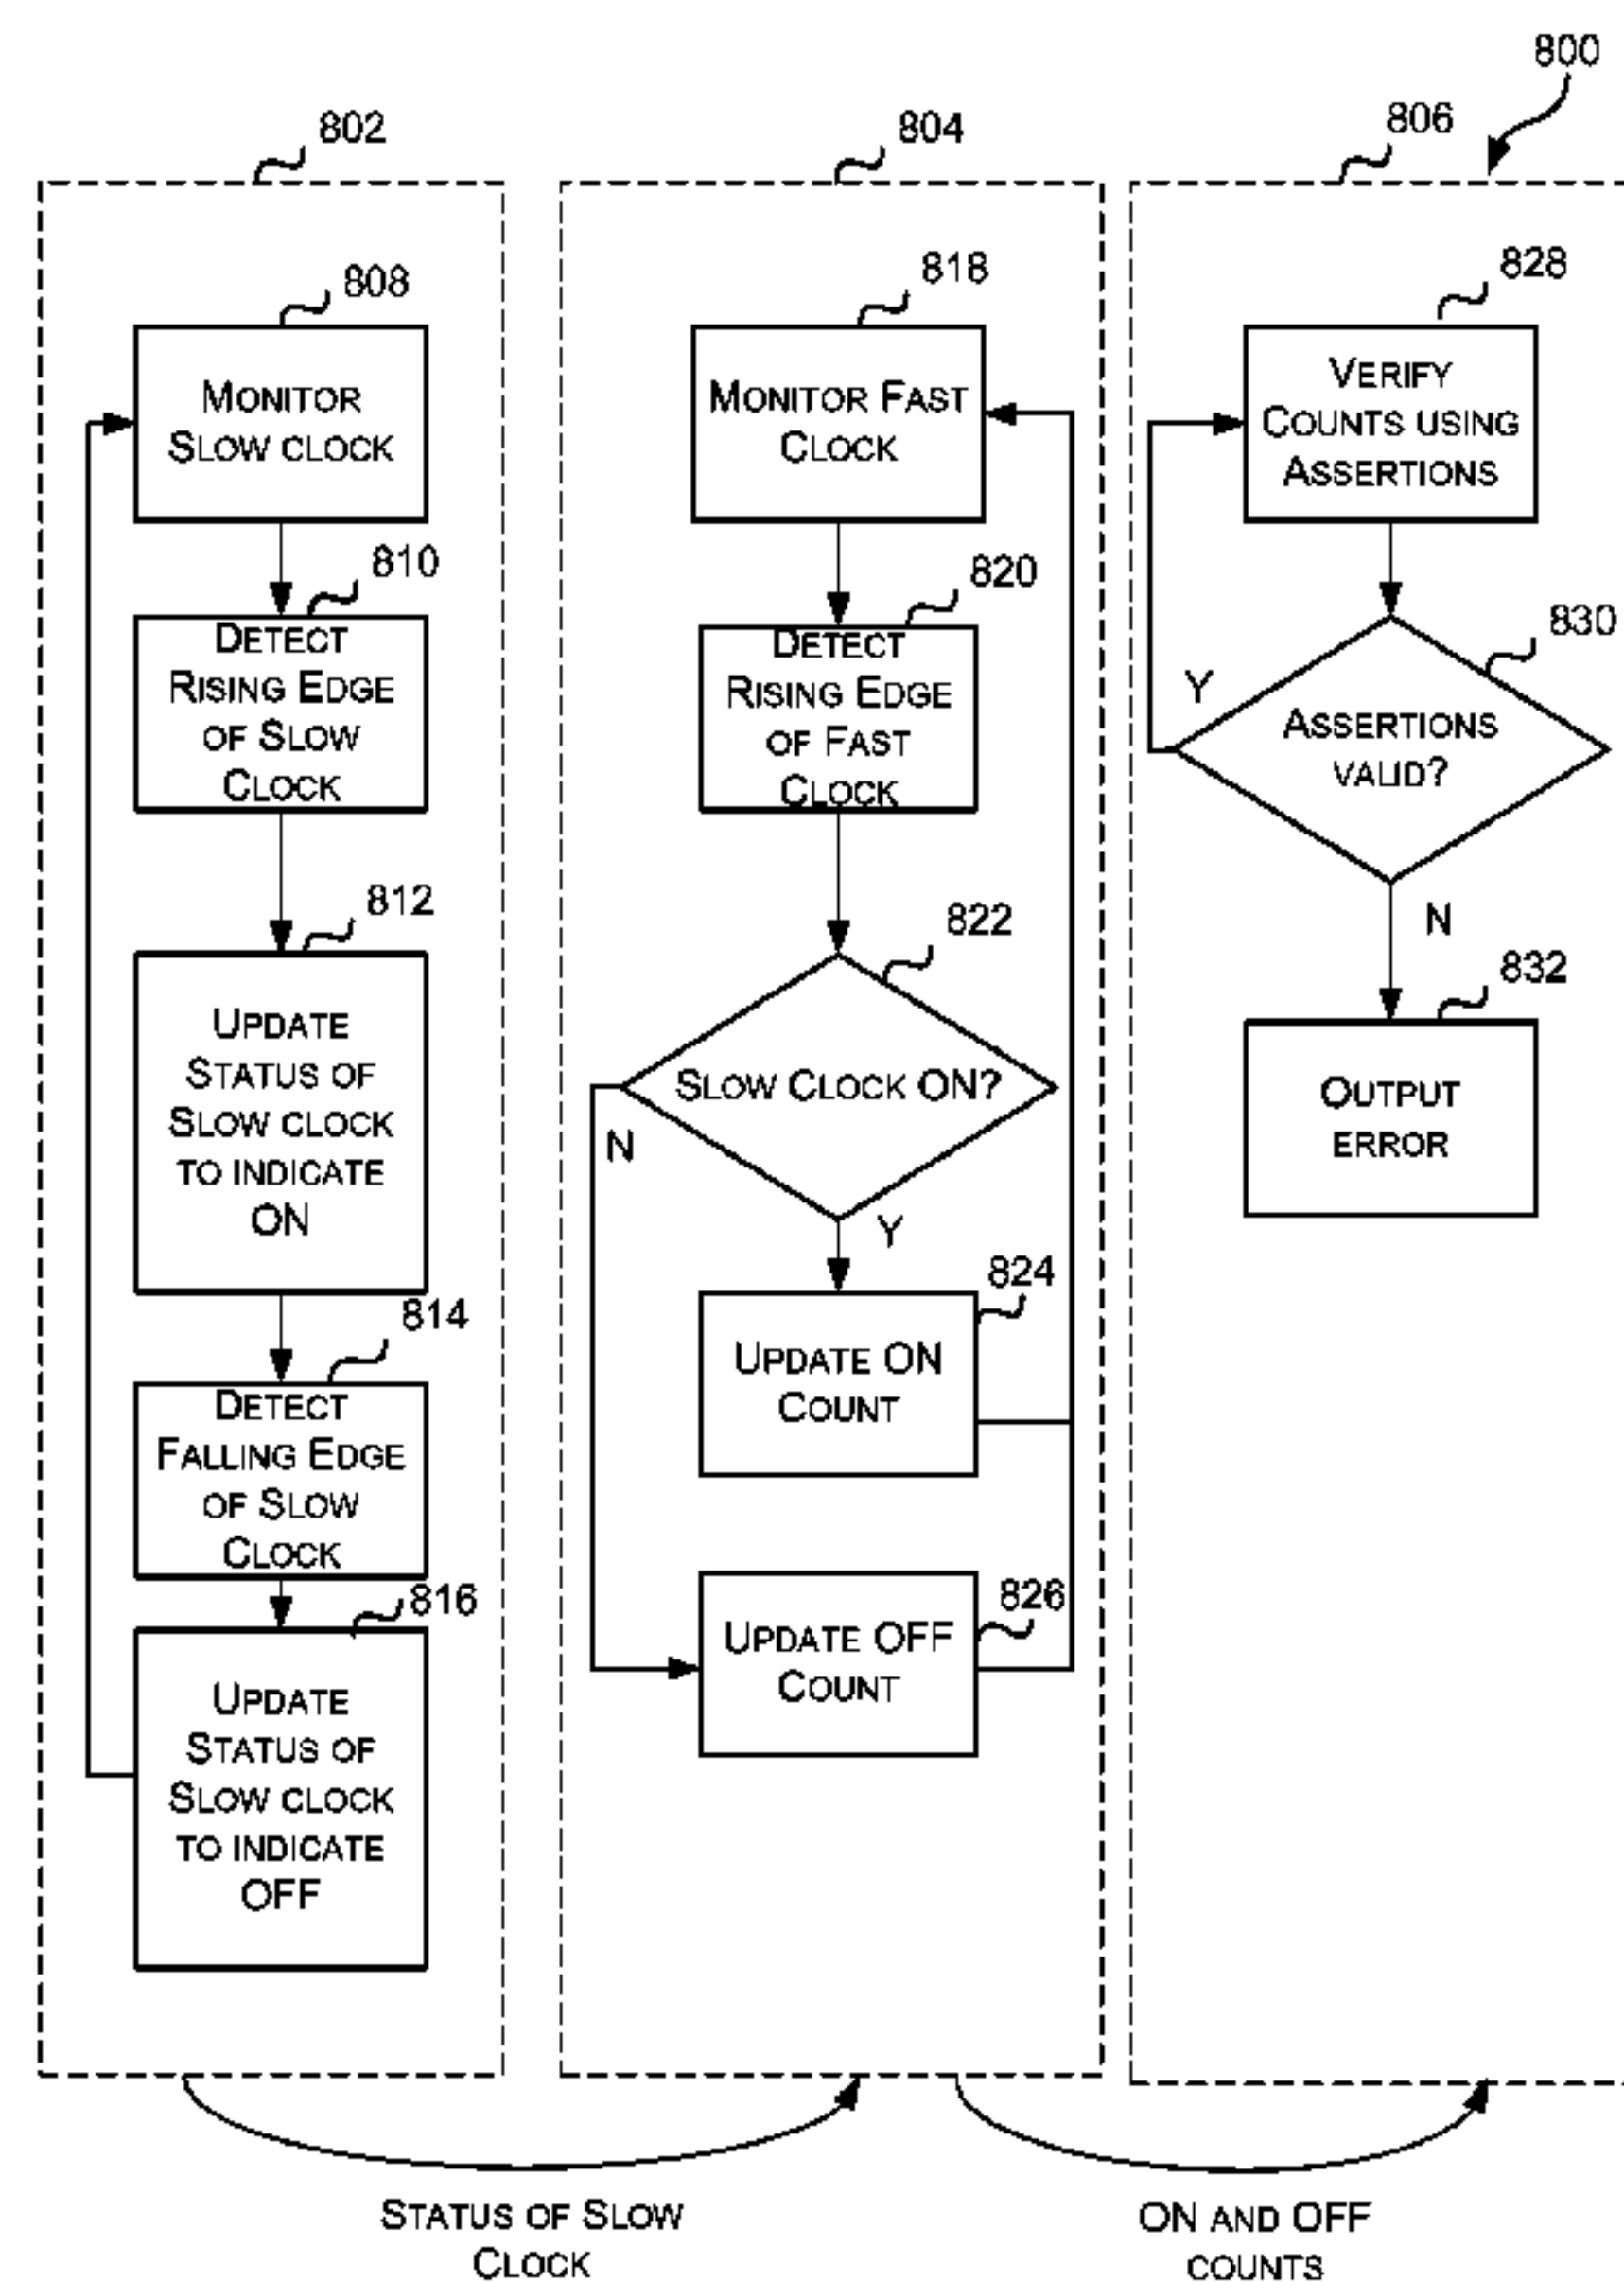 800
802
804
806
808
MONITOR
SLOW CLOCK
810
DETECT
RISING EDGE
OF SLOW
CLOCK
812
UPDATE
STATUS OF
SLOW CLOCK
TO INDICATE
ON
814
DETECT
FALLING EDGE
OF SLOW
CLOCK
816
UPDATE
STATUS OF
SLOW CLOCK
TO INDICATE
OFF
818
MONITOR FAST
CLOCK
820
DETECT
RISING EDGE
OF FAST
CLOCK
822
SLOW CLOCK ON?
N
Y
824
UPDATE ON
COUNT
826
UPDATE OFF
COUNT
828
VERIFY
COUNTS USING
ASSERTIONS
830
Y
ASSERTIONS
VALID?
N
832
OUTPUT
ERROR
STATUS OF SLOW
CLOCK
ON AND OFF
COUNTS